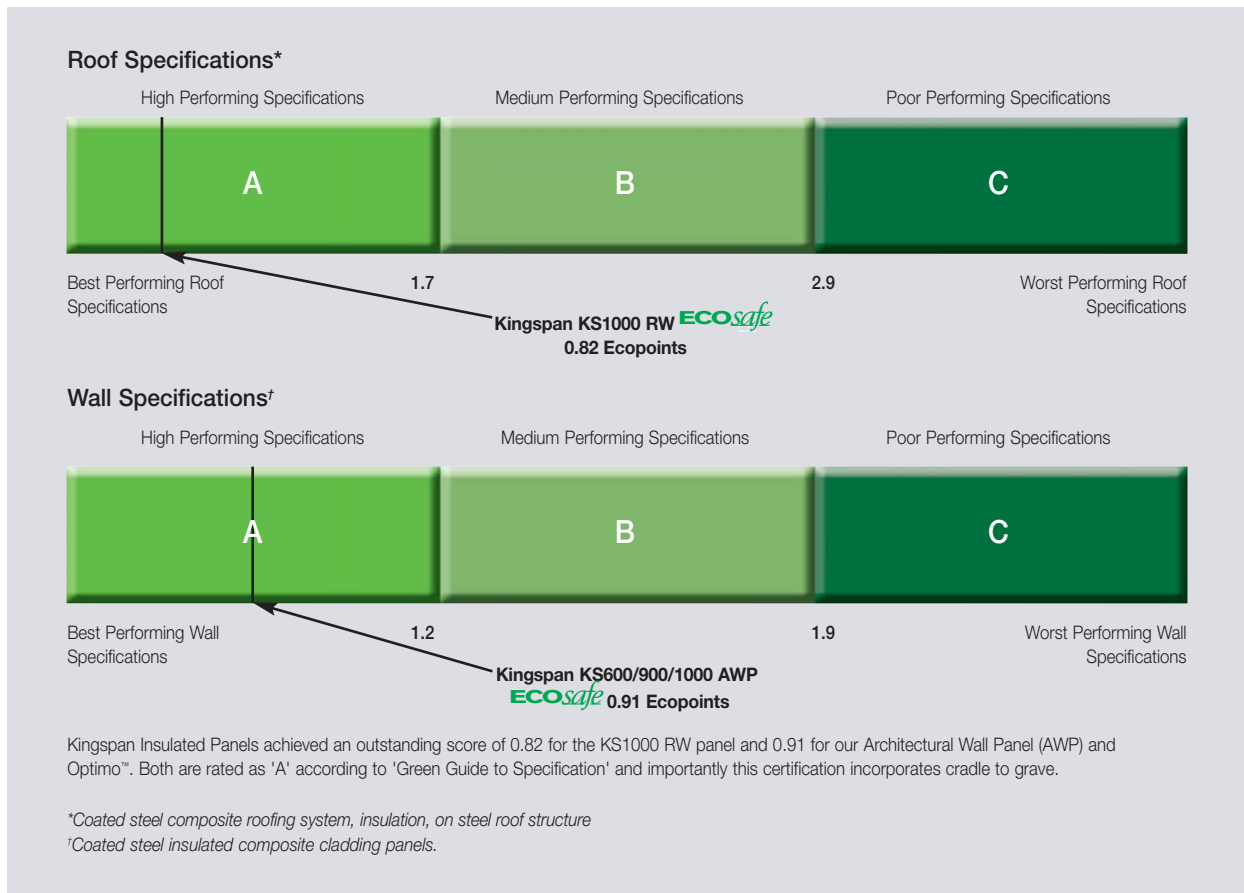 Roof Specifications*
High Performing Specifications Medium Performing Specifications Poor Performing Specifications
A B C
Best Performing Roof Specifications 1.7 2.9 Worst Performing Roof Specifications
Kingspan KS1000 RW ECOsafe
0.82 Ecopoints
Wall Specifications†
High Performing Specifications Medium Performing Specifications Poor Performing Specifications
A B C
Best Performing Wall Specifications 1.2 1.9 Worst Performing Wall Specifications
Kingspan KS600/900/1000 AWP
ECOsafe 0.91 Ecopoints
Kingspan Insulated Panels achieved an outstanding score of 0.82 for the KS1000 RW panel and 0.91 for our Architectural Wall Panel (AWP) and
Optimo™. Both are rated as 'A' according to 'Green Guide to Specification' and importantly this certification incorporates cradle to grave.
*Coated steel composite roofing system, insulation, on steel roof structure
†Coated steel insulated composite cladding panels.